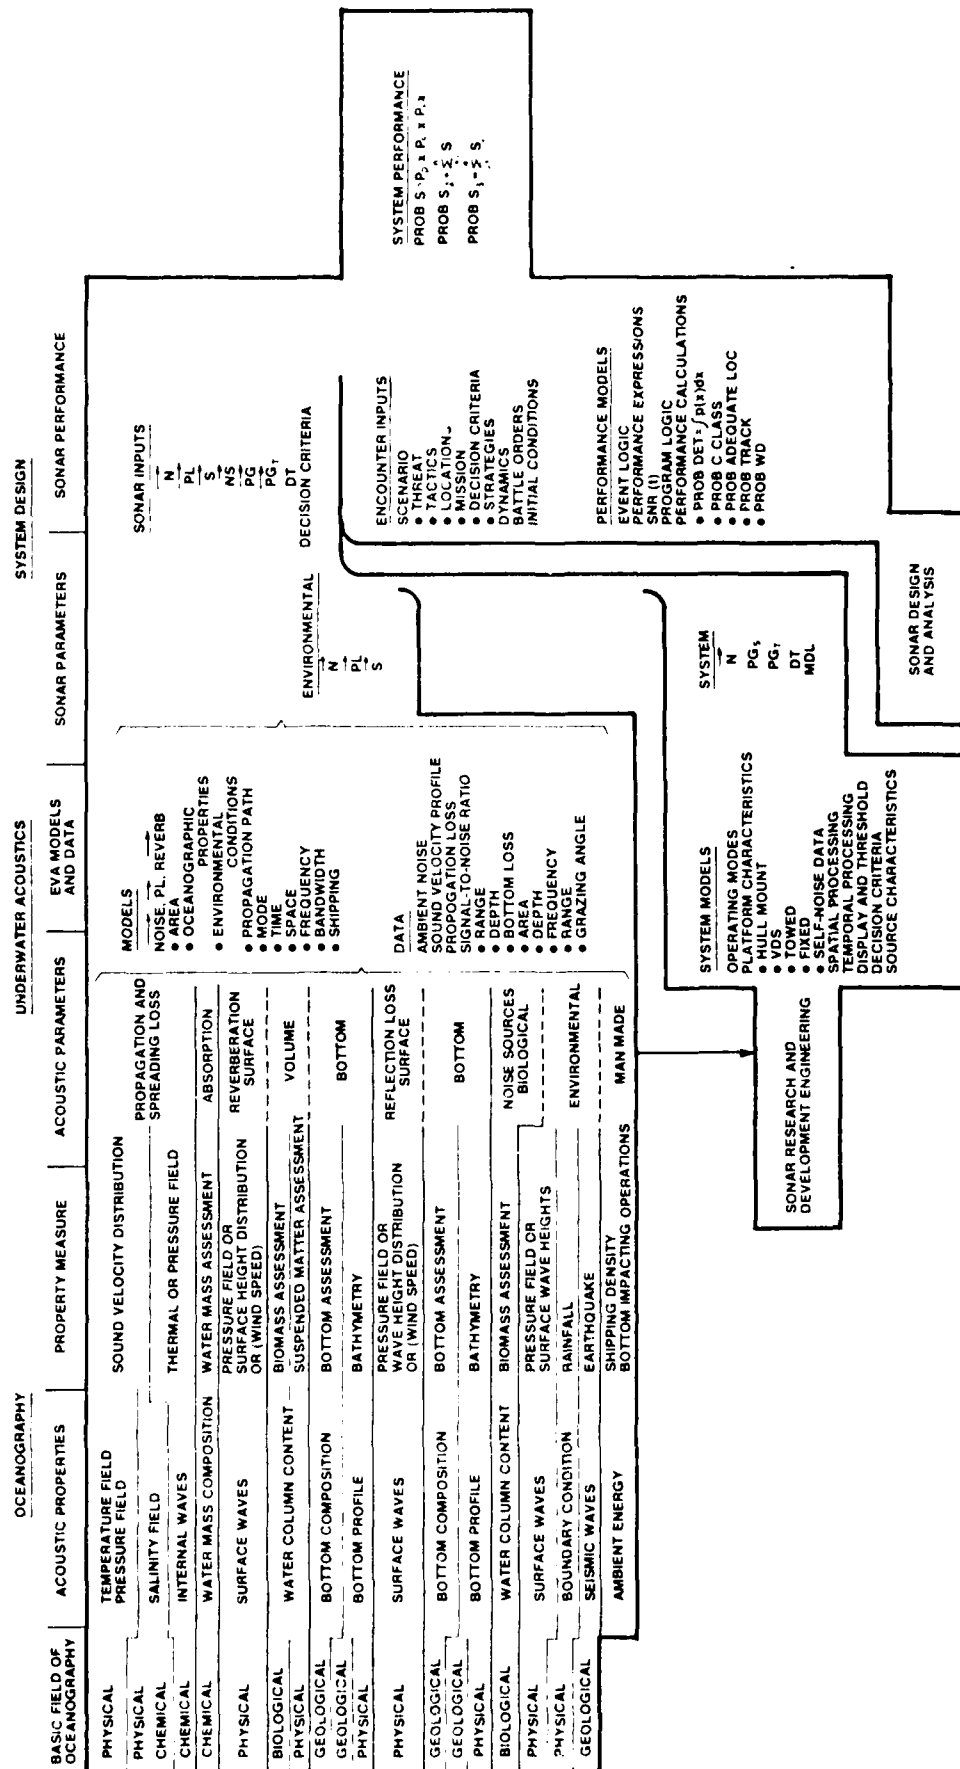 OCEANOGRAPHY
UNDERWATER ACOUSTICS
SYSTEM DESIGN
BASIC FIELD OF
OCEANOGRAPHY
ACOUSTIC PROPERTIES
PROPERTY MEASURE
ACOUSTIC PARAMETERS
EVA MODELS
AND DATA
SONAR PARAMETERS
SONAR PERFORMANCE
PHYSICAL
PHYSICAL
CHEMICAL
CHEMICAL
CHEMICAL
PHYSICAL
BIOLOGICAL
PHYSICAL
GEOLOGICAL
GEOLOGICAL
PHYSICAL
PHYSICAL
GEOLOGICAL
GEOLOGICAL
PHYSICAL
BIOLOGICAL
PHYSICAL
PHYSICAL
GEOLOGICAL
TEMPERATURE FIELD
PRESSURE FIELD
SALINITY FIELD
INTERNAL WAVES
WATER MASS COMPOSITION
SURFACE WAVES
WATER COLUMN CONTENT
BOTTOM COMPOSITION
BOTTOM PROFILE
SURFACE WAVES
BOTTOM COMPOSITION
BOTTOM PROFILE
WATER COLUMN CONTENT
SURFACE WAVES
BOUNDARY CONDITION
SEISMIC WAVES
AMBIENT ENERGY
SOUND VELOCITY DISTRIBUTION
THERMAL OR PRESSURE FIELD
WATER MASS ASSESSMENT
PRESSURE FIELD OR
SURFACE HEIGHT DISTRIBUTION
OR (WIND SPEED)
BIOMASS ASSESSMENT
SUSPENDED MATTER ASSESSMENT
BOTTOM ASSESSMENT
BATHYMETRY
PRESSURE FIELD OR
WAVE HEIGHT DISTRIBUTION
OR (WIND SPEED)
BOTTOM ASSESSMENT
BATHYMETRY
BIOMASS ASSESSMENT
PRESSURE FIELD OR
SURFACE WAVE HEIGHTS
RAINFALL
EARTHQUAKE
SHIPPING DENSITY
BOTTOM IMPACTING OPERATIONS
PROPAGATION AND
SPREADING LOSS
ABSORPTION
REVERBERATION
SURFACE
VOLUME
BOTTOM
REFLECTION LOSS
SURFACE
BOTTOM
NOISE SOURCES
BIOLOGICAL
ENVIRONMENTAL
MAN MADE
MODELS
NOISE, PL, REVERB
• AREA
• OCEANOGRAPHIC
PROPERTIES
• ENVIRONMENTAL
CONDITIONS
• PROPAGATION PATH
• MODE
• TIME
• SPACE
• FREQUENCY
• BANDWIDTH
• SHIPPING
DATA
AMBIENT NOISE
SOUND VELOCITY PROFILE
PROPOGATION LOSS
SIGNAL-TO-NOISE RATIO
• RANGE
• DEPTH
• BOTTOM LOSS
• AREA
• DEPTH
• FREQUENCY
• RANGE
• GRAZING ANGLE
ENVIRONMENTAL
N
PL
S
SONAR INPUTS
N
PL
S
NS
PG
PG T
DT
DECISION CRITERIA
ENCOUNTER INPUTS
SCENARIO
• THREAT
• TACTICS
• LOCATION
• MISSION
• DECISION CRITERIA
• STRATEGIES
DYNAMICS
BATTLE ORDERS
INITIAL CONDITIONS
PERFORMANCE MODELS
EVENT LOGIC
PERFORMANCE EXPRESSIONS
SNR (t)
PROGRAM LOGIC
PERFORMANCE CALCULATIONS
• PROB DET = ∫ p(x)dx
• PROB C CLASS
• PROB ADEQUATE LOC
• PROB TRACK
• PROB WD
SYSTEM PERFORMANCE
PROB S
PROB S
PROB S
SONAR RESEARCH AND
DEVELOPMENT ENGINEERING
SYSTEM MODELS
OPERATING MODES
PLATFORM CHARACTERISTICS
• HULL MOUNT
• VDS
• TOWED
• FIXED
• SELF-NOISE DATA
SPATIAL PROCESSING
TEMPORAL PROCESSING
DISPLAY AND THRESHOLD
DECISION CRITERIA
SOURCE CHARACTERISTICS
SYSTEM
N
PG S
PG T
DT
MDL
SONAR DESIGN
AND ANALYSIS